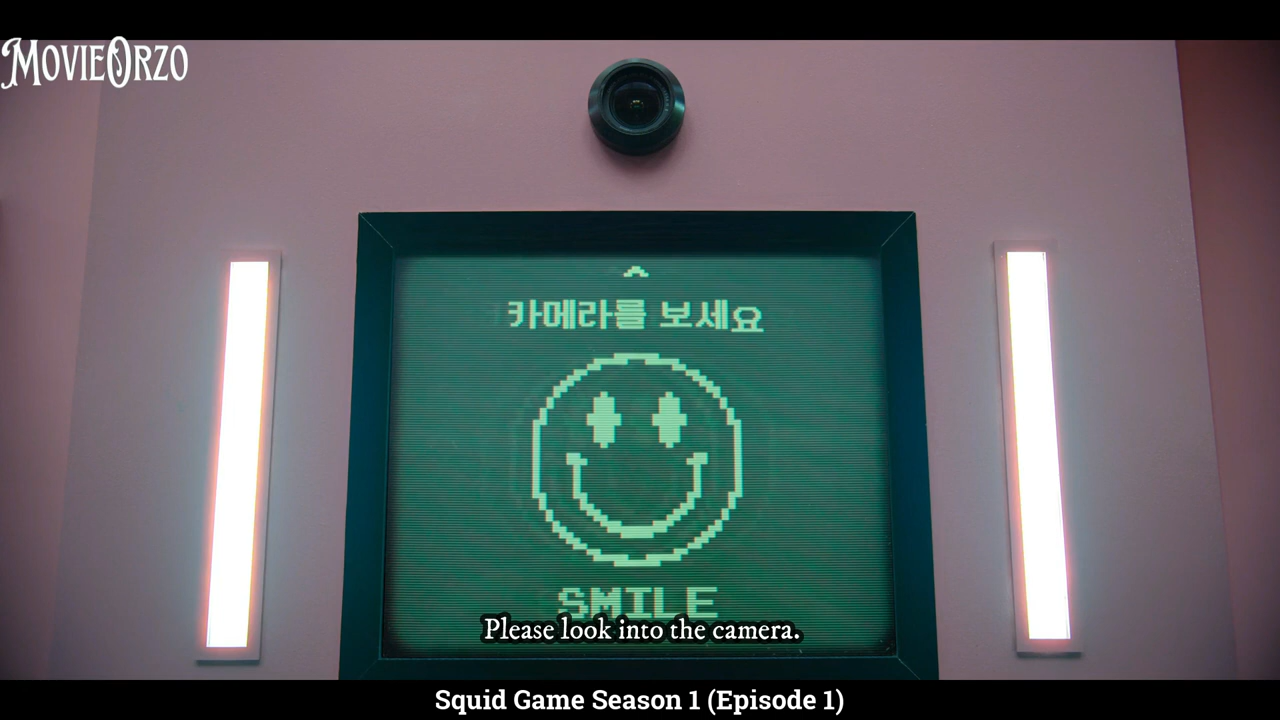 MOVIEORZO
카메라를 보세요
SMILE
Please look into the camera.
Squid Game Season 1 (Episode 1)